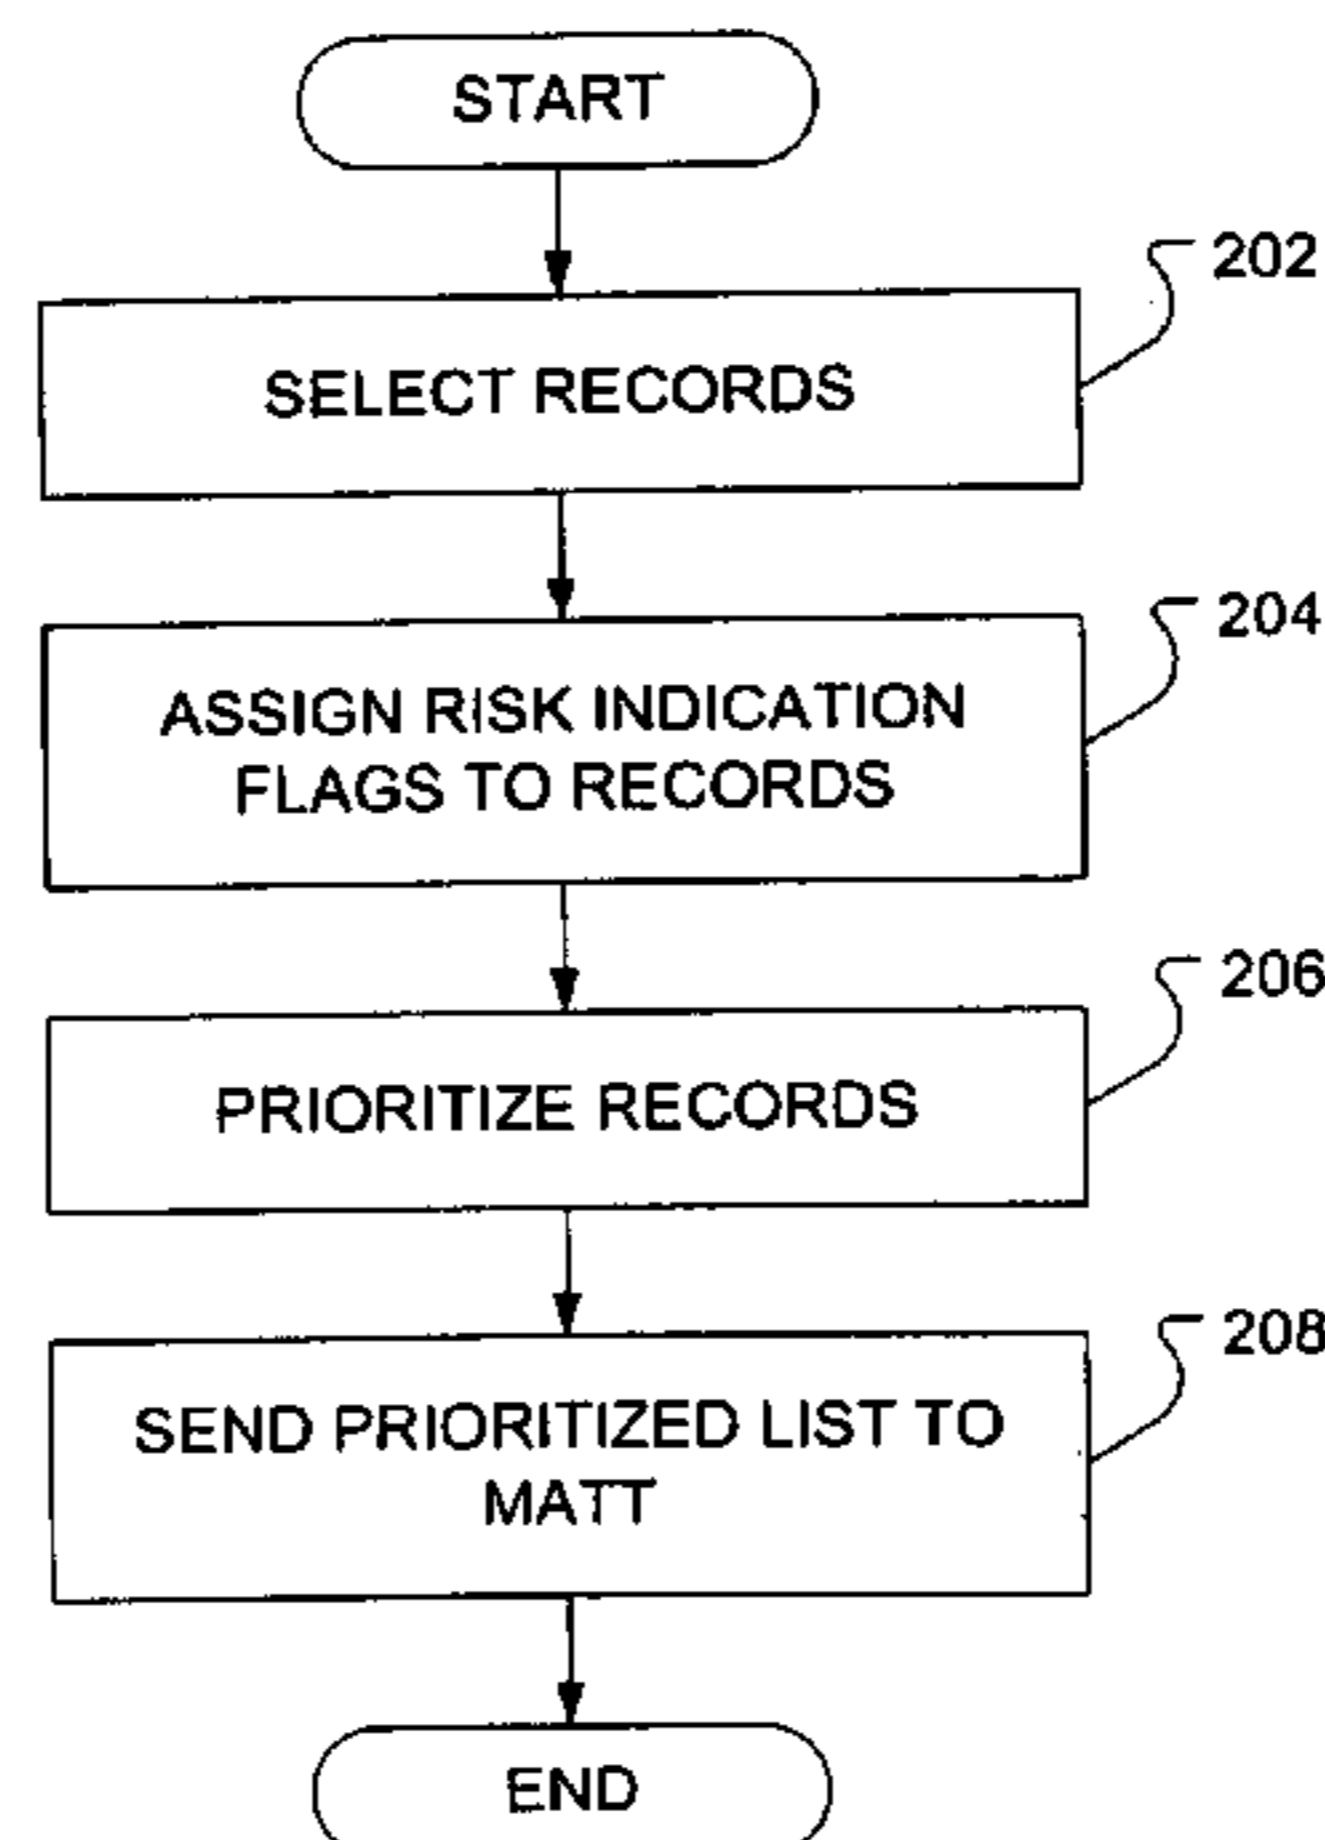 START
202
SELECT RECORDS
204
ASSIGN RISK INDICATION
FLAGS TO RECORDS
206
PRIORITIZE RECORDS
208
SEND PRIORITIZED LIST TO
MATT
END